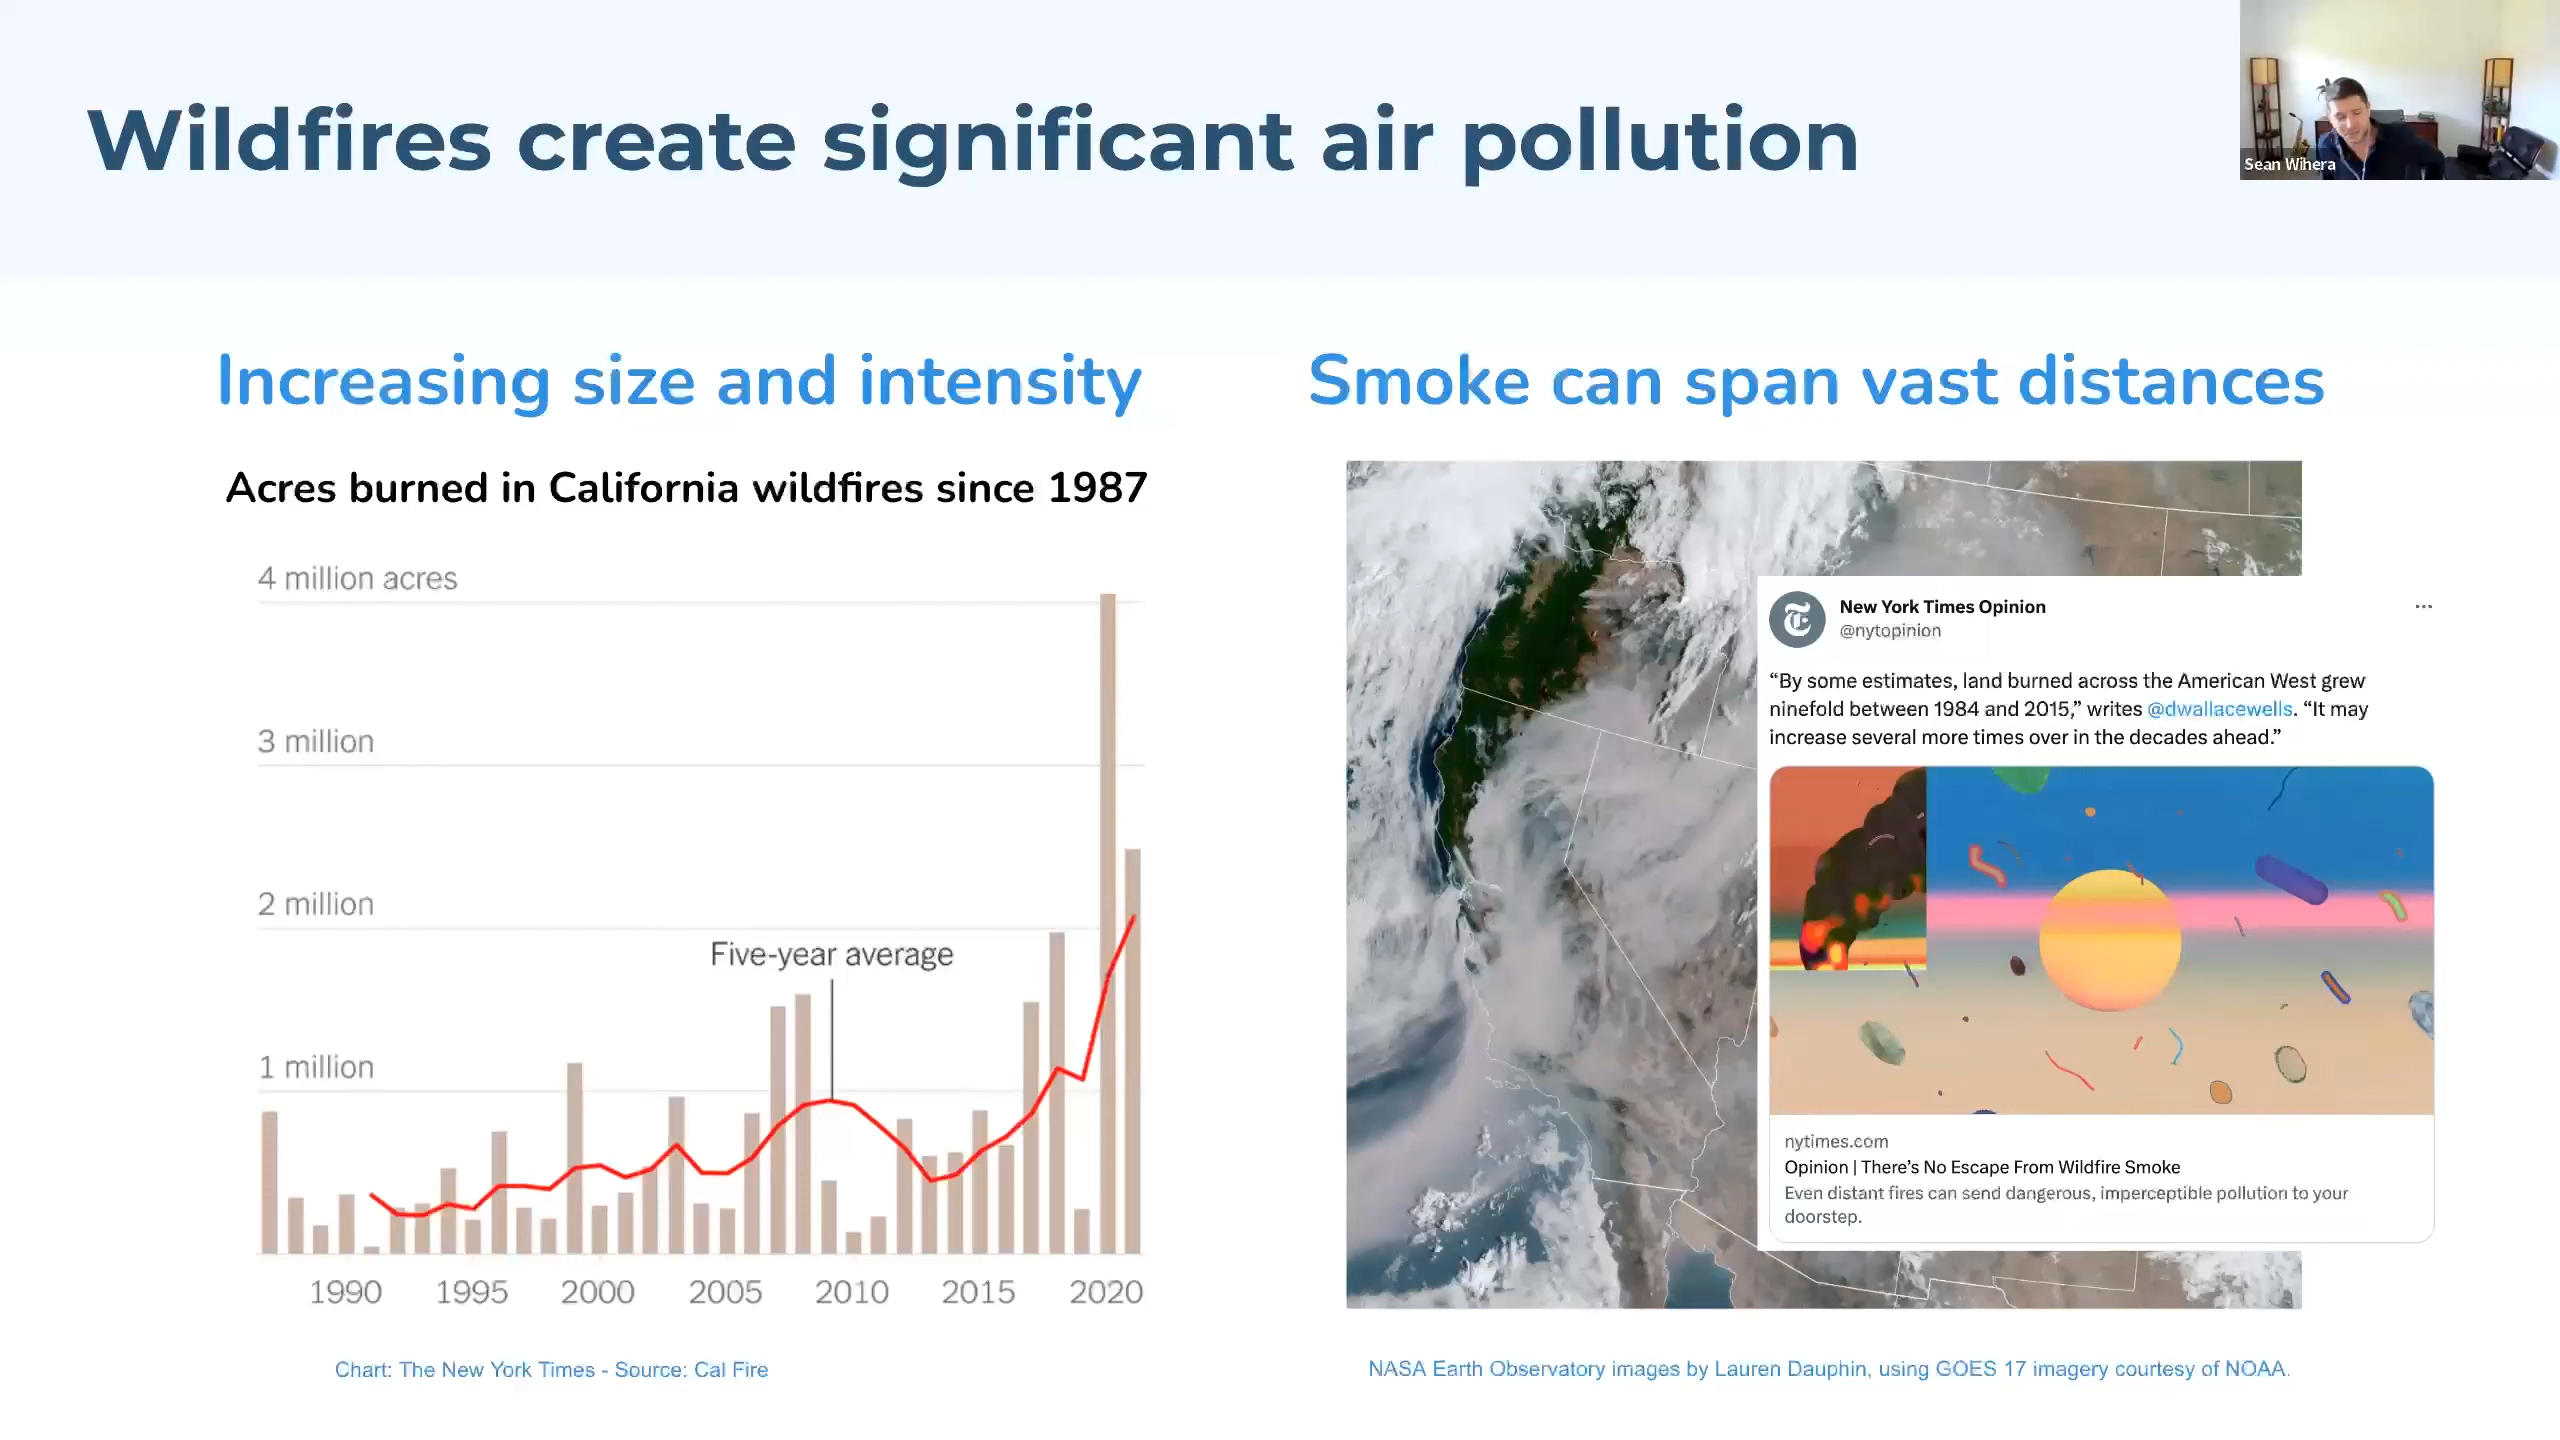 Wildfires create significant air pollution
Sean Wihera
Increasing size and intensity
Acres burned in California wildfires since 1987
4 million acres
3 million
2 million
Five-year average
1 million
1990 1995 2000 2005 2010 2015 2020
Chart: The New York Times - Source: Cal Fire
Smoke can span vast distances
New York Times Opinion
@nytopinion
“By some estimates, land burned across the American West grew
ninefold between 1984 and 2015,” writes @dwallacewells. “It may
increase several more times over in the decades ahead.”
nytimes.com
Opinion | There’s No Escape From Wildfire Smoke
Even distant fires can send dangerous, imperceptible pollution to your
doorstep.
NASA Earth Observatory images by Lauren Dauphin, using GOES 17 imagery courtesy of NOAA.